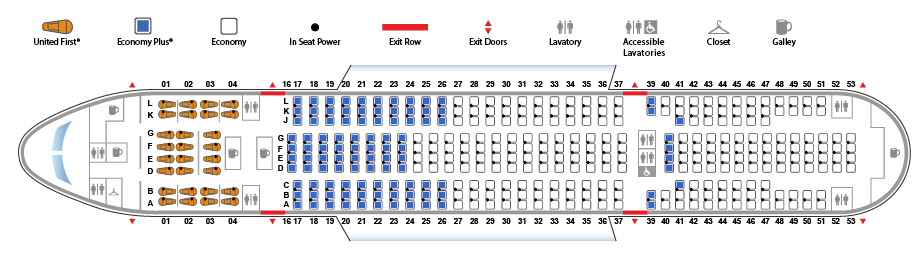 United First®
Economy Plus®
Economy
In Seat Power
Exit Row
Exit Doors
Lavatory
Accessible
Lavatories
Closet
Galley
01 02 03 04 16 17 18 19 20 21 22 23 24 25 26 27 28 29 30 31 32 33 34 35 36 37 39 40 41 42 43 44 45 46 47 48 49 50 51 52 53
L L
K K
J
G G
F F
E E
D D
C
B B
A A
01 02 03 04 16 17 18 19 20 21 22 23 24 25 26 27 28 29 30 31 32 33 34 35 36 37 39 40 41 42 43 44 45 46 47 48 49 50 51 52 53